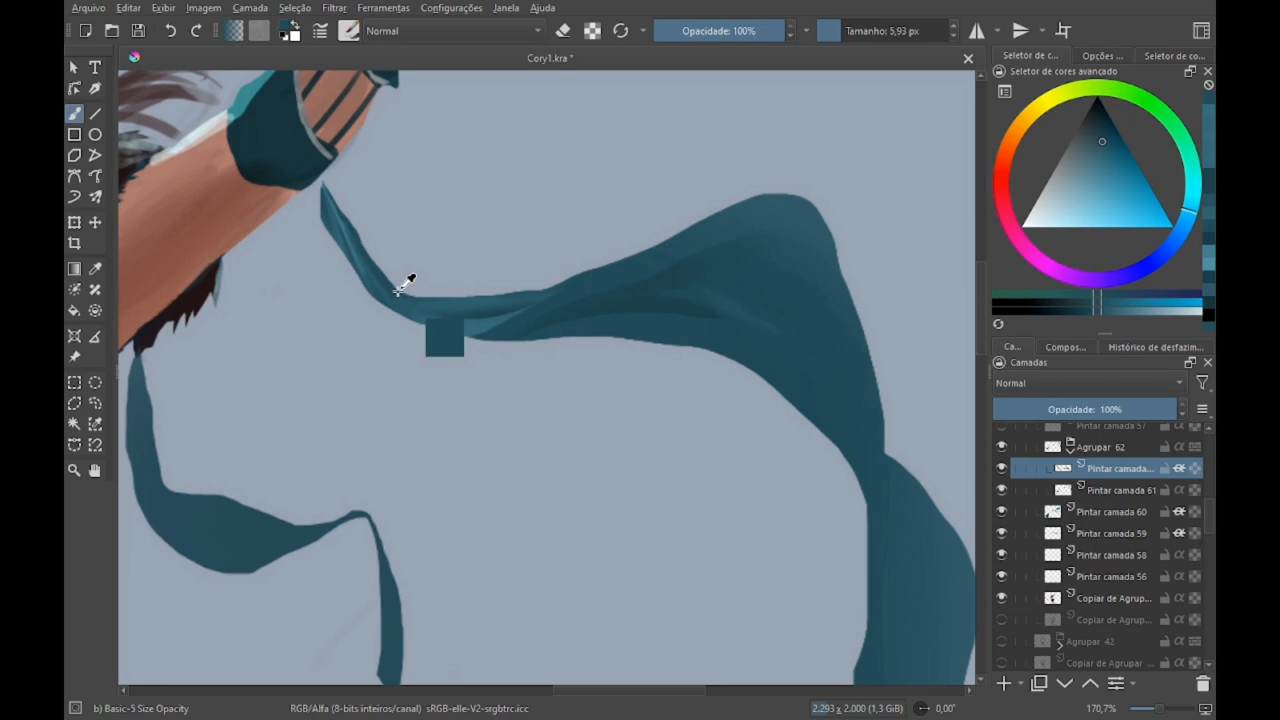 Arquivo Editar Exibir Imagem Camada Seleção Filtrar Ferramentas Configurações Janela Ajuda
Normal Opacidade: 100% Tamanho: 5,93 px
Cory1.kra *
Seletor de c... Opções ... Seletor de co...
Seletor de cores avançado
Ca... Compos... Histórico de desfazim...
Camadas
Normal
Opacidade: 100%
Pintar camada 57
Agrupar 62
Pintar camada...
Pintar camada 61
Pintar camada 60
Pintar camada 59
Pintar camada 58
Pintar camada 56
Copiar de Agrup...
Copiar de Agrup...
Agrupar 42
Copiar de Agrupar ...
b) Basic-5 Size Opacity RGB/Alfa (8-bits inteiros/canal) sRGB-elle-V2-srgbtrc.icc 2.293 x 2.000 (1,3 GiB) 0,00° 170,7%